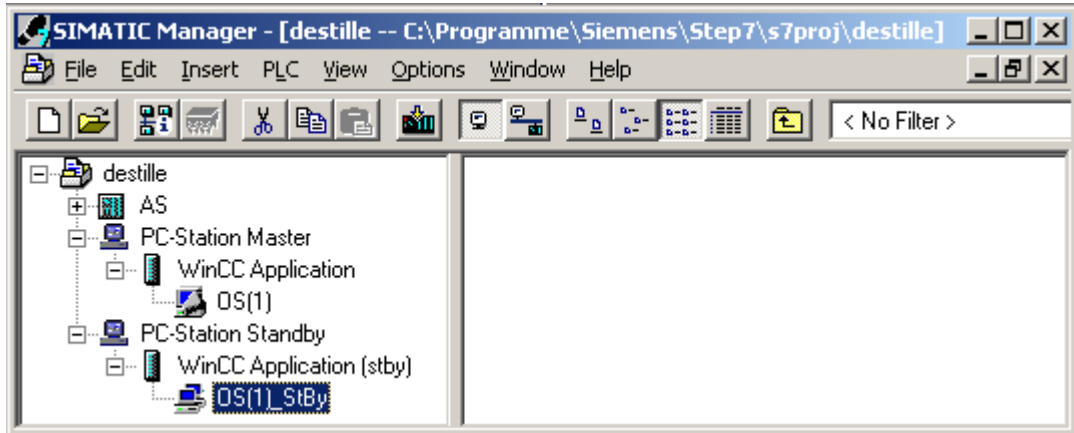 SIMATIC Manager - [destille -- C:\Programme\Siemens\Step7\s7proj\destille]
File Edit Insert PLC View Options Window Help
< No Filter >
destille
AS
PC-Station Master
WinCC Application
OS(1)
PC-Station Standby
WinCC Application (stby)
OS(1)_StBy